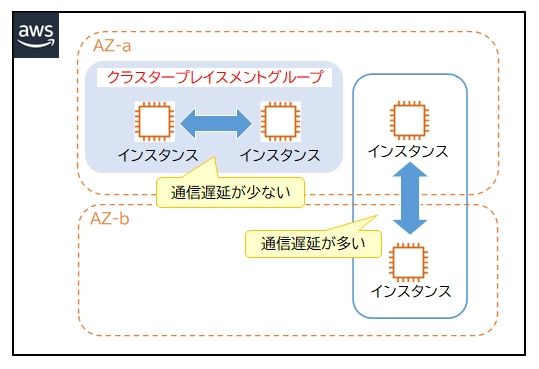 aws
AZ-a
クラスタープレイスメントグループ
インスタンス
インスタンス
インスタンス
通信遅延が少ない
AZ-b
通信遅延が多い
インスタンス